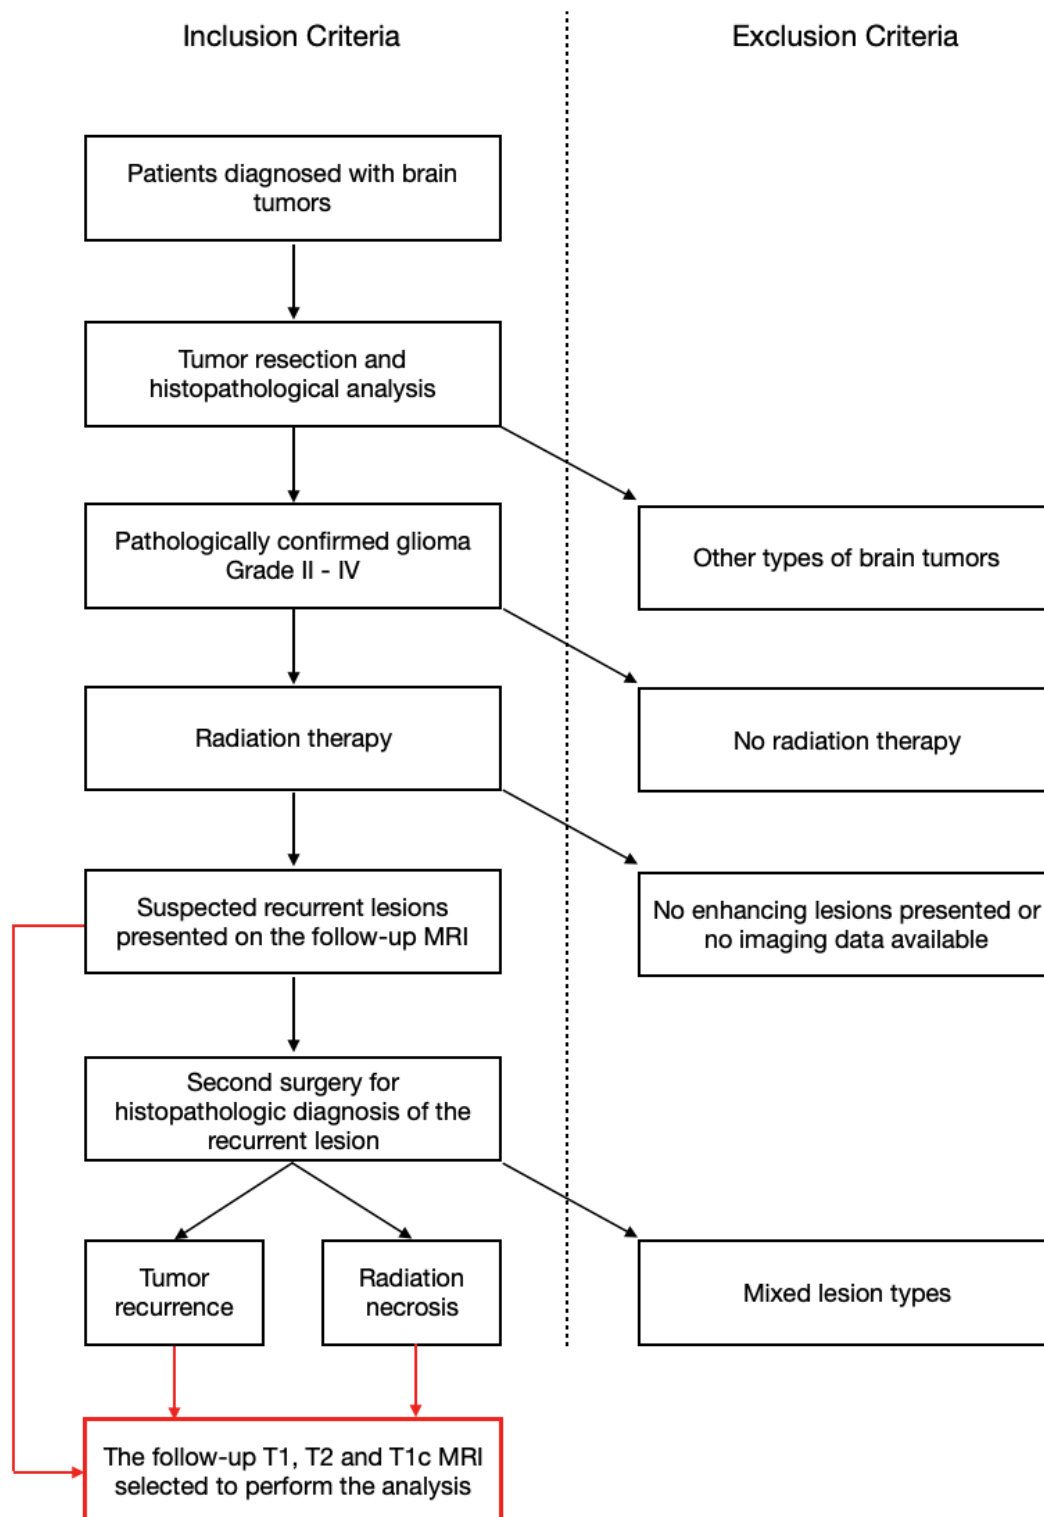 Inclusion Criteria
Exclusion Criteria
Patients diagnosed with brain
tumors
Tumor resection and
histopathological analysis
Pathologically confirmed glioma
Grade II - IV
Other types of brain tumors
Radiation therapy
No radiation therapy
Suspected recurrent lesions
presented on the follow-up MRI
No enhancing lesions presented or
no imaging data available
Second surgery for
histopathologic diagnosis of the
recurrent lesion
Tumor
recurrence
Radiation
necrosis
Mixed lesion types
The follow-up T1, T2 and T1c MRI
selected to perform the analysis